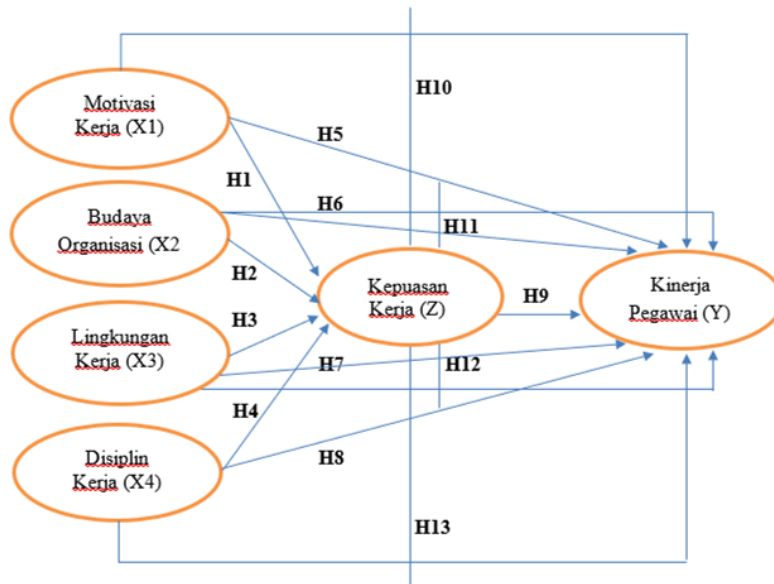 H10
Motivasi
Kerja (X1)
H5
H1
H6
Budaya
Organisasi (X2
H11
H2
Kepuasan
Kerja (Z)
H9
Kinerja
Pegawai (Y)
H3
Lingkungan
Kerja (X3)
H7
H12
H4
Disiplin
Kerja (X4)
H8
H13